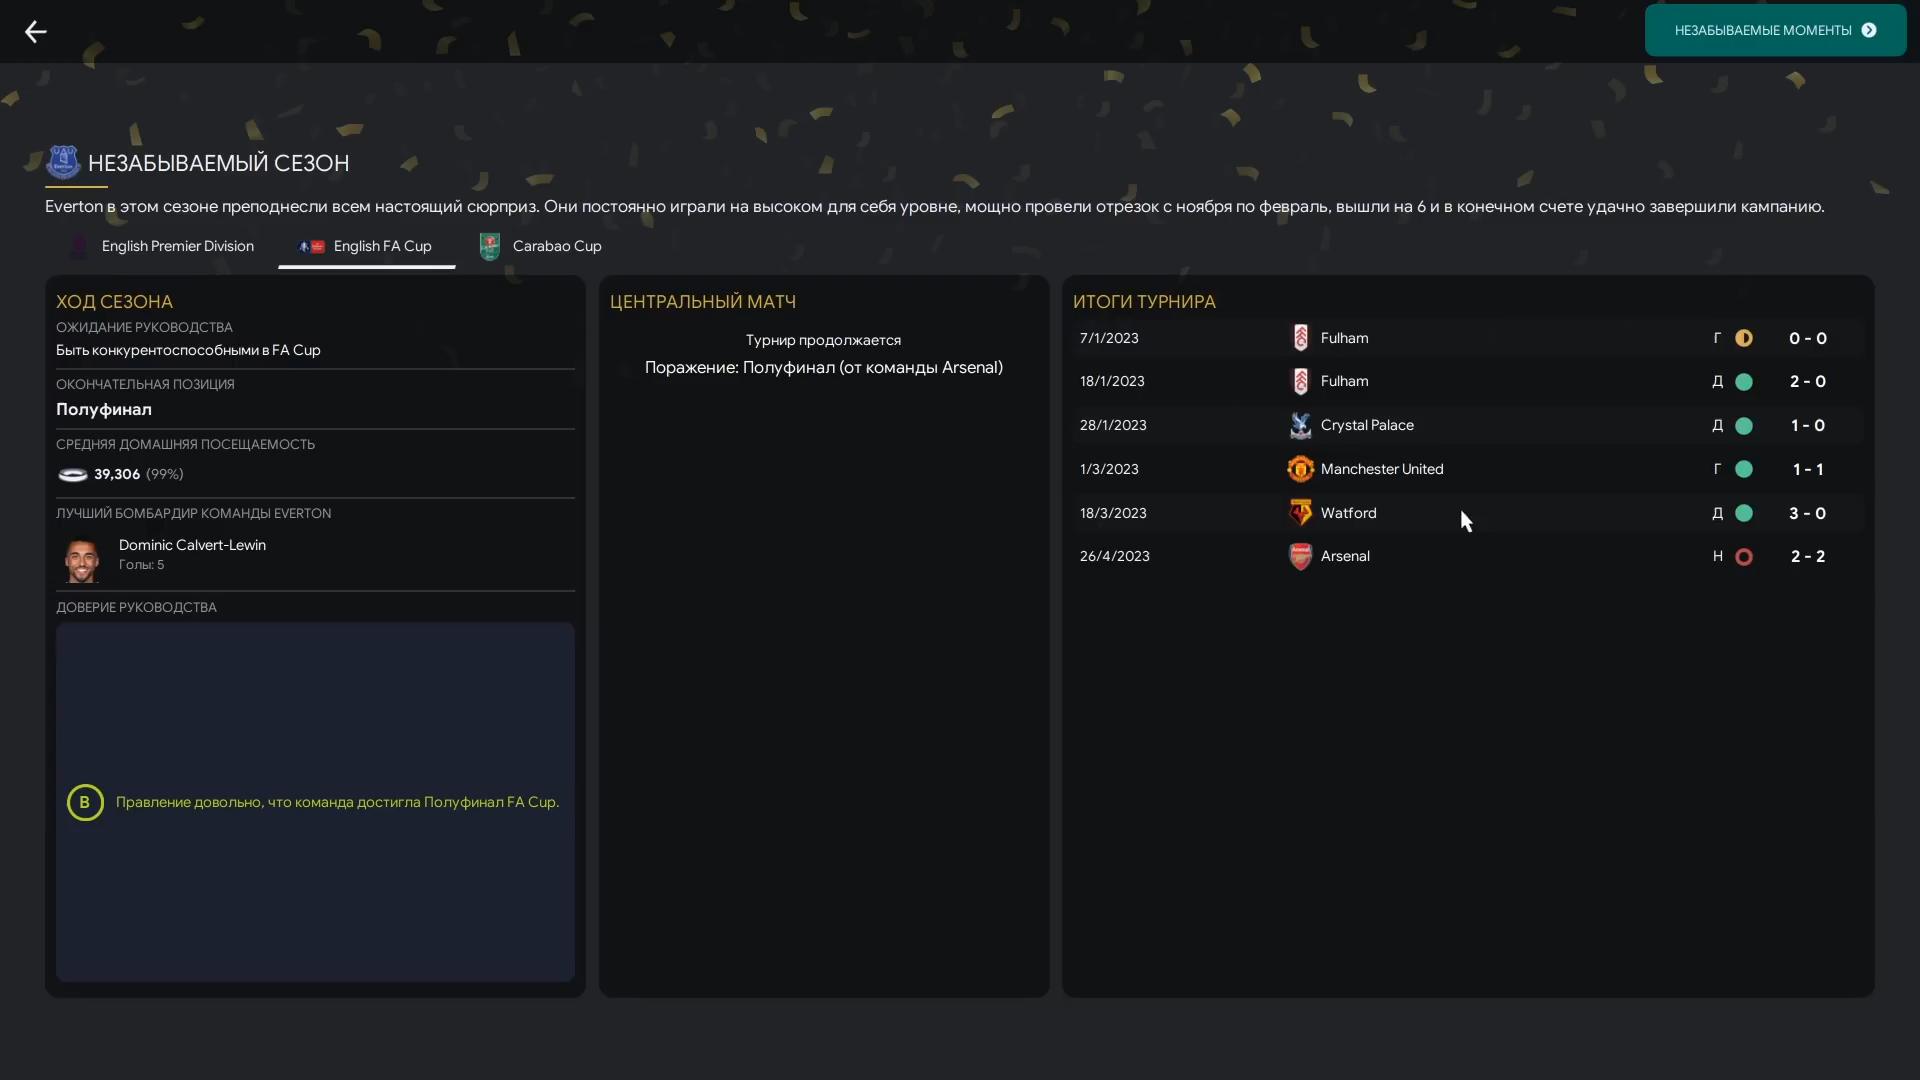 НЕЗАБЫВАЕМЫЕ МОМЕНТЫ
НЕЗАБЫВАЕМЫЙ СЕЗОН
Everton в этом сезоне преподнесли всем настоящий сюрприз. Они постоянно играли на высоком для себя уровне, мощно провели отрезок с ноября по февраль, вышли на 6 и в конечном счете удачно завершили кампанию.
English Premier Division English FA Cup Carabao Cup
ХОД СЕЗОНА
ОЖИДАНИЕ РУКОВОДСТВА
Быть конкурентоспособными в FA Cup
ОКОНЧАТЕЛЬНАЯ ПОЗИЦИЯ
Полуфинал
СРЕДНЯЯ ДОМАШНЯЯ ПОСЕЩАЕМОСТЬ
39,306 (99%)
ЛУЧШИЙ БОМБАРДИР КОМАНДЫ EVERTON
Dominic Calvert-Lewin
Голы: 5
ДОВЕРИЕ РУКОВОДСТВА
B Правление довольно, что команда достигла Полуфинал FA Cup.
ЦЕНТРАЛЬНЫЙ МАТЧ
Турнир продолжается
Поражение: Полуфинал (от команды Arsenal)
ИТОГИ ТУРНИРА
7/1/2023 Fulham Г 0 - 0
18/1/2023 Fulham Д 2 - 0
28/1/2023 Crystal Palace Д 1 - 0
1/3/2023 Manchester United Г 1 - 1
18/3/2023 Watford Д 3 - 0
26/4/2023 Arsenal Н 2 - 2